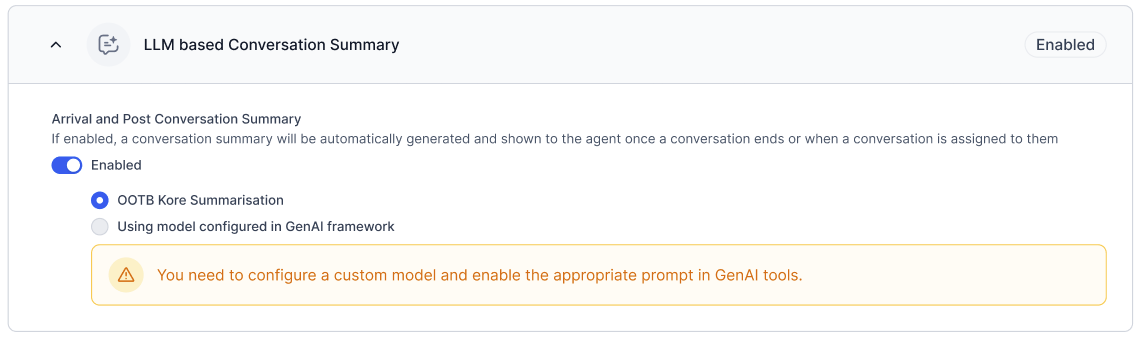 LLM based Conversation Summary
Enabled
Arrival and Post Conversation Summary
If enabled, a conversation summary will be automatically generated and shown to the agent once a conversation ends or when a conversation is assigned to them
Enabled
OOTB Kore Summarisation
Using model configured in GenAI framework
You need to configure a custom model and enable the appropriate prompt in GenAI tools.